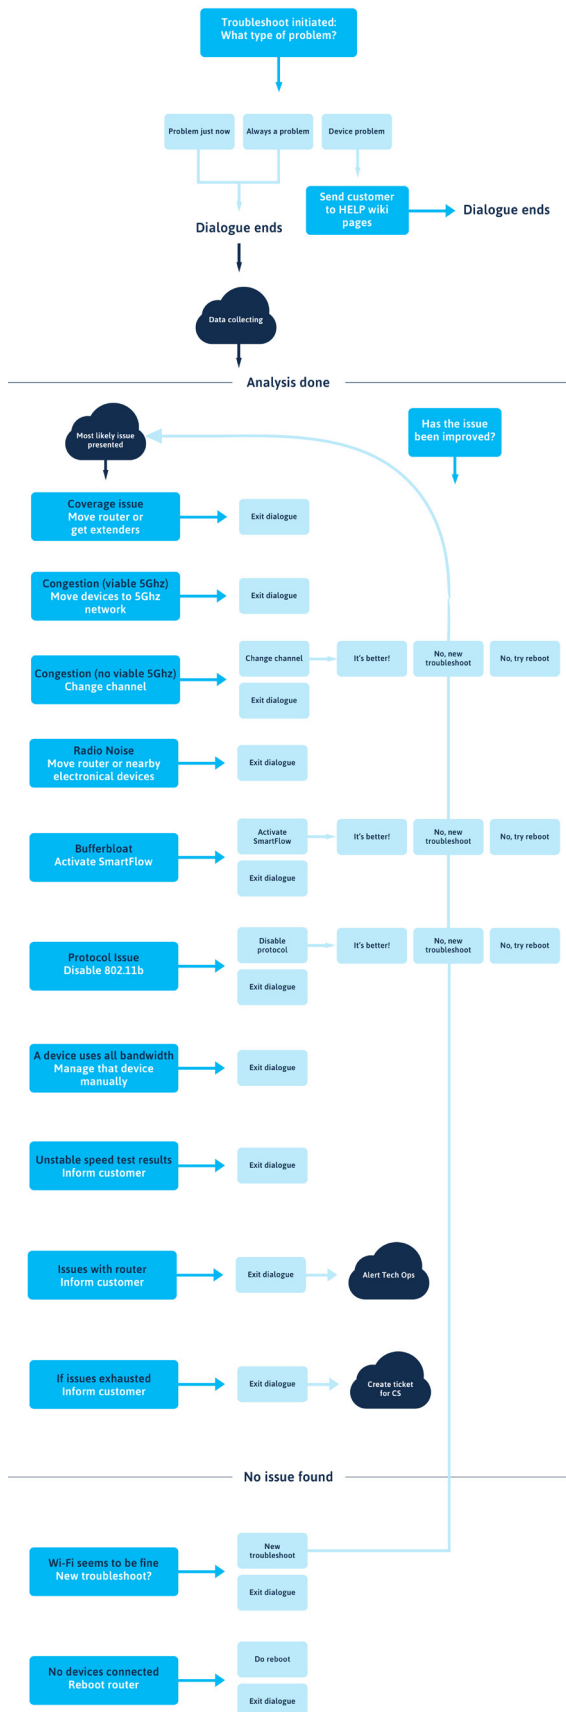 Troubleshoot initiated:
What type of problem?
Problem just now
Always a problem
Device problem
Send customer
to HELP wiki
pages
Dialogue ends
Dialogue ends
Data collecting
Analysis done
Most likely issue
presented
Has the issue
been improved?
Coverage issue
Move router or
get extenders
Exit dialogue
Congestion (viable 5Ghz)
Move devices to 5Ghz
network
Exit dialogue
Congestion (no viable 5Ghz)
Change channel
Change channel
Exit dialogue
It's better!
No, new
troubleshoot
No, try reboot
Radio Noise
Move router or nearby
electronical devices
Exit dialogue
Bufferbloat
Activate SmartFlow
Activate
SmartFlow
Exit dialogue
It's better!
No, new
troubleshoot
No, try reboot
Protocol Issue
Disable 802.11b
Disable
protocol
Exit dialogue
It's better!
No, new
troubleshoot
No, try reboot
A device uses all bandwidth
Manage that device
manually
Exit dialogue
Unstable speed test results
Inform customer
Exit dialogue
Issues with router
Inform customer
Exit dialogue
Alert Tech Ops
If issues exhausted
Inform customer
Exit dialogue
Create ticket
for CS
No issue found
Wi-Fi seems to be fine
New troubleshoot?
New
troubleshoot
Exit dialogue
No devices connected
Reboot router
Do reboot
Exit dialogue